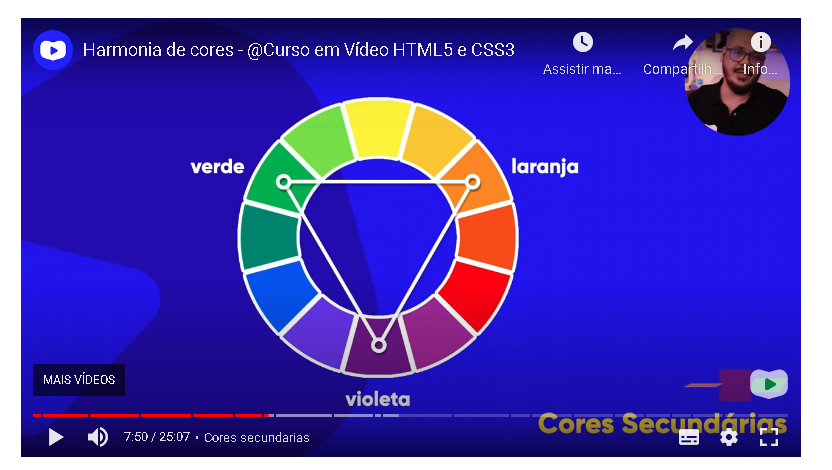 Harmonia de cores - @Curso em Vídeo HTML5 e CSS3
Assistir ma...
Compartilh...
Info...
verde
laranja
violeta
MAIS VÍDEOS
Cores Secundárias
7:50 / 25:07 • Cores secundarias